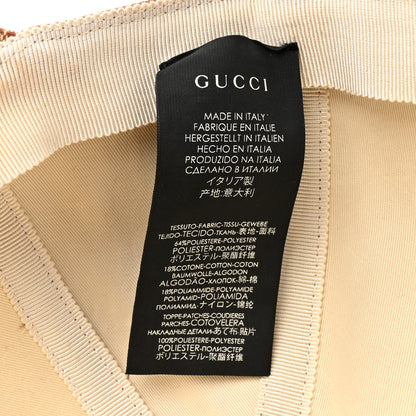 GUCCI
MADE IN ITALY
FABRIQUE EN ITALIE
HERGESTELLT IN ITALIEN
HECHO EN ITALIA
PRODUZIDO NA ITALIA
СДЕЛАНО В ИТАЛИИ
イタリア製
产地:意大利
TESSUTO-FABRIC-TISSU-GEWEBE
TEJIDO-TECIDO-ТКАНЬ-表地-面料
64%POLIESTERE-POLYESTER
POLIESTER-ПОЛИЭСТЕР
ポリエステル-聚酯纤维
18%COTONE-COTTON-COTON
BAUMWOLLE-ALGODON
ALGODÃO-ХЛОПОК-綿-棉
18%POLIAMMIDE-POLYAMIDE
POLYAMID-POLIAMIDA
ПОЛИАМИД-ナイロン-锦纶
TOPPE-PATCHES-COUDIERES
PARCHES-COTOVELERA
НАКЛАДНЫЕ ДЕТАЛИ-あて布-貼片
100%POLIESTERE-POLYESTER
POLIESTER-ПОЛИЭСТЕР
ポリエステル-聚酯纤维